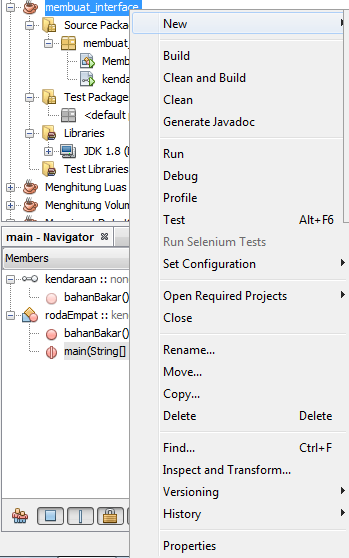 membuat_interface
Source Packa
membuat_
Memb
kenda
Test Package
<default p
Libraries
JDK 1.8 (
Test Libraries
Menghitung Luas
Menghitung Volum
main - Navigator
Members
kendaraan :: non
bahanBakar()
rodaEmpat :: ken
bahanBakar()
main(String[]
New
Build
Clean and Build
Clean
Generate Javadoc
Run
Debug
Profile
Test Alt+F6
Run Selenium Tests
Set Configuration
Open Required Projects
Close
Rename...
Move...
Copy...
Delete Delete
Find... Ctrl+F
Inspect and Transform...
Versioning
History
Properties